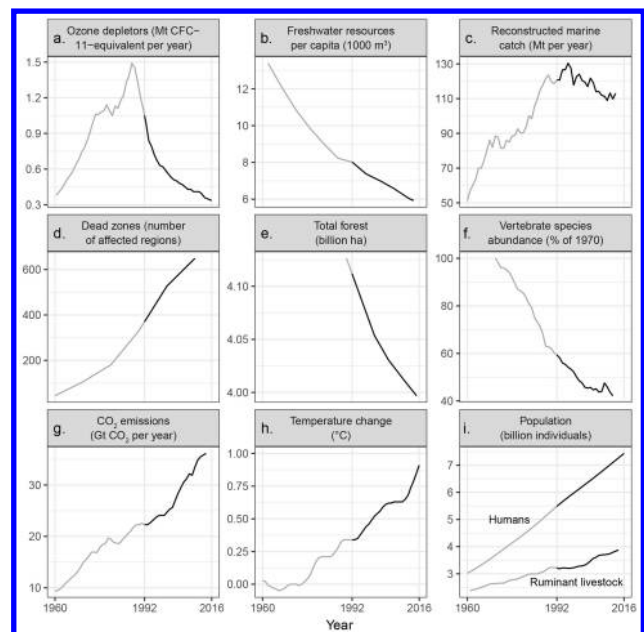 a. Ozone depletors (Mt CFC−
11−equivalent per year)
1.5
1.2
0.9
0.6
0.3
b. Freshwater resources
per capita (1000 m³)
12
10
8
6
c. Reconstructed marine
catch (Mt per year)
130
110
90
70
50
d. Dead zones (number
of affected regions)
600
400
200
e. Total forest
(billion ha)
4.10
4.05
4.00
f. Vertebrate species
abundance (% of 1970)
100
80
60
40
g. CO₂ emissions
(Gt CO₂ per year)
30
20
10
1960 1992 2016
h. Temperature change
(°C)
1.00
0.75
0.50
0.25
0.00
1960 1992 2016
i. Population
(billion individuals)
7
6
5
4
3
Humans
Ruminant livestock
1960 1992 2016
Year